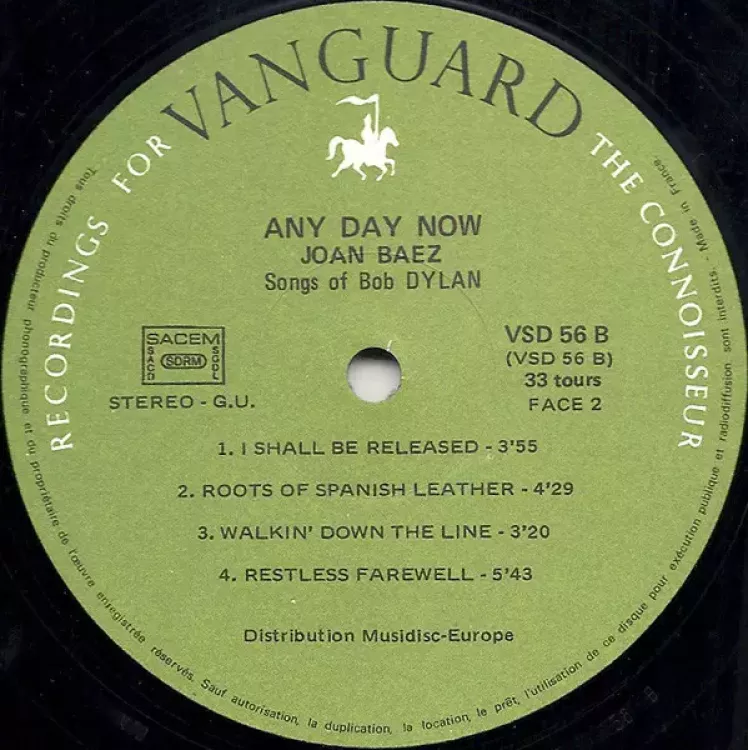 VANGUARD
RECORDINGS FOR THE CONNOISSEUR
ANY DAY NOW
JOAN BAEZ
Songs of Bob DYLAN
SACEM
SACD
SDRM
SGDL
STEREO - G.U.
VSD 56 B
(VSD 56 B)
33 tours
FACE 2
1. I SHALL BE RELEASED - 3'55
2. ROOTS OF SPANISH LEATHER - 4'29
3. WALKIN' DOWN THE LINE - 3'20
4. RESTLESS FAREWELL - 5'43
Distribution Musidisc-Europe
Tous droits du producteur phonographique et du propriétaire de l'œuvre enregistrée réservés. Sauf autorisation, la duplication, la location, le prêt, l'utilisation de ce disque pour exécution publique et radiodiffusion sont interdits. - Made in France.